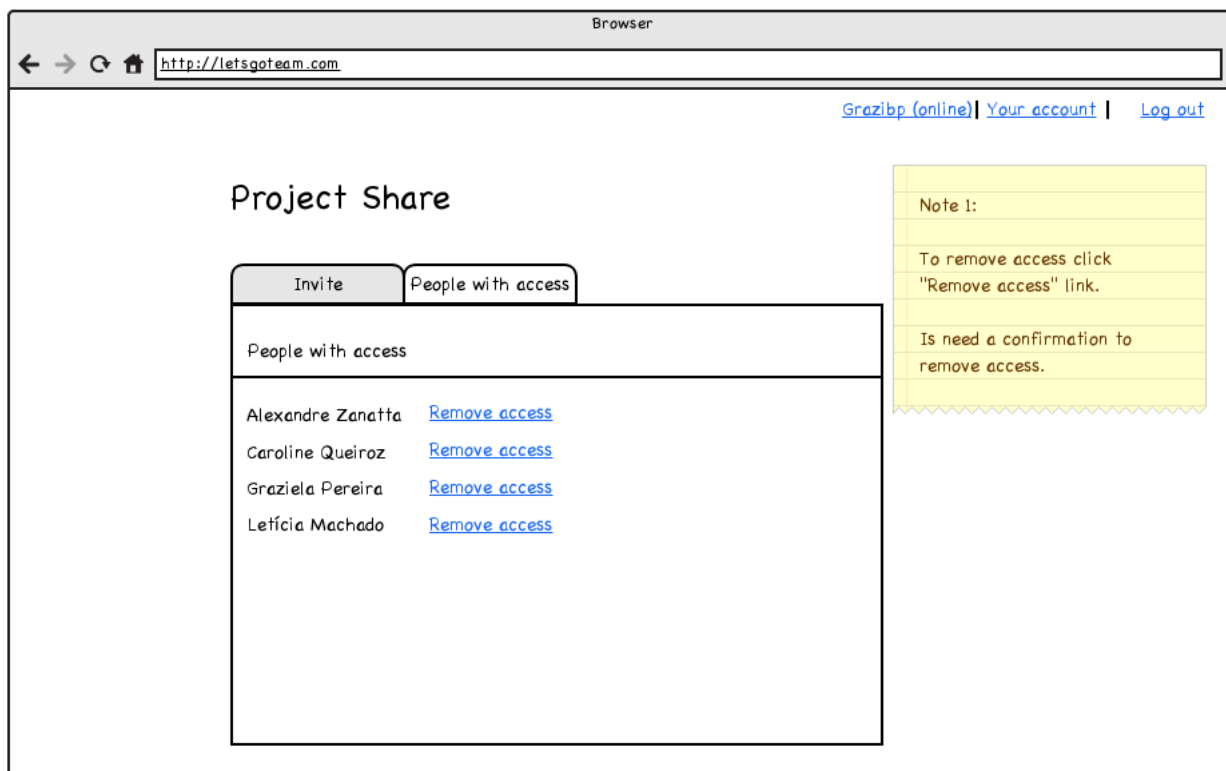 Browser
http://letsgoteam.com
Grazibp (online) | Your account | Log out
Project Share
Note 1:
To remove access click
"Remove access" link.
Is need a confirmation to
remove access.
Invite
People with access
People with access
Alexandre Zanatta Remove access
Caroline Queiroz Remove access
Graziela Pereira Remove access
Letícia Machado Remove access